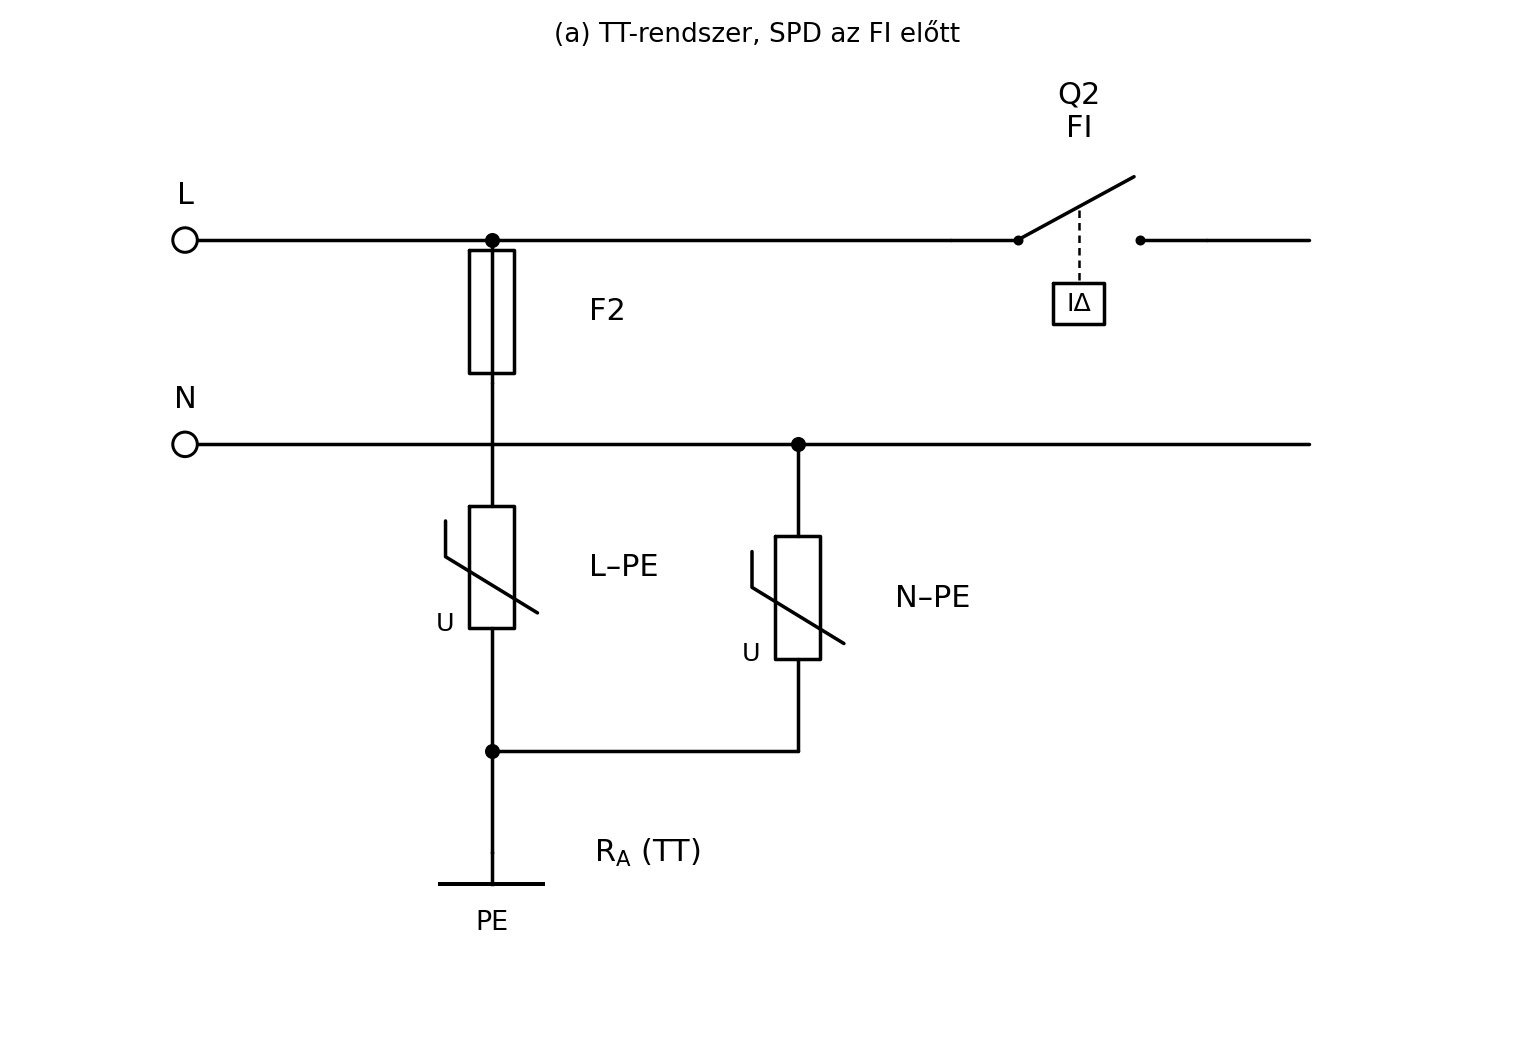 (a) TT-rendszer, SPD az FI előtt
Q2
FI
L
IΔ
F2
N
L–PE
U
N–PE
U
RA (TT)
PE